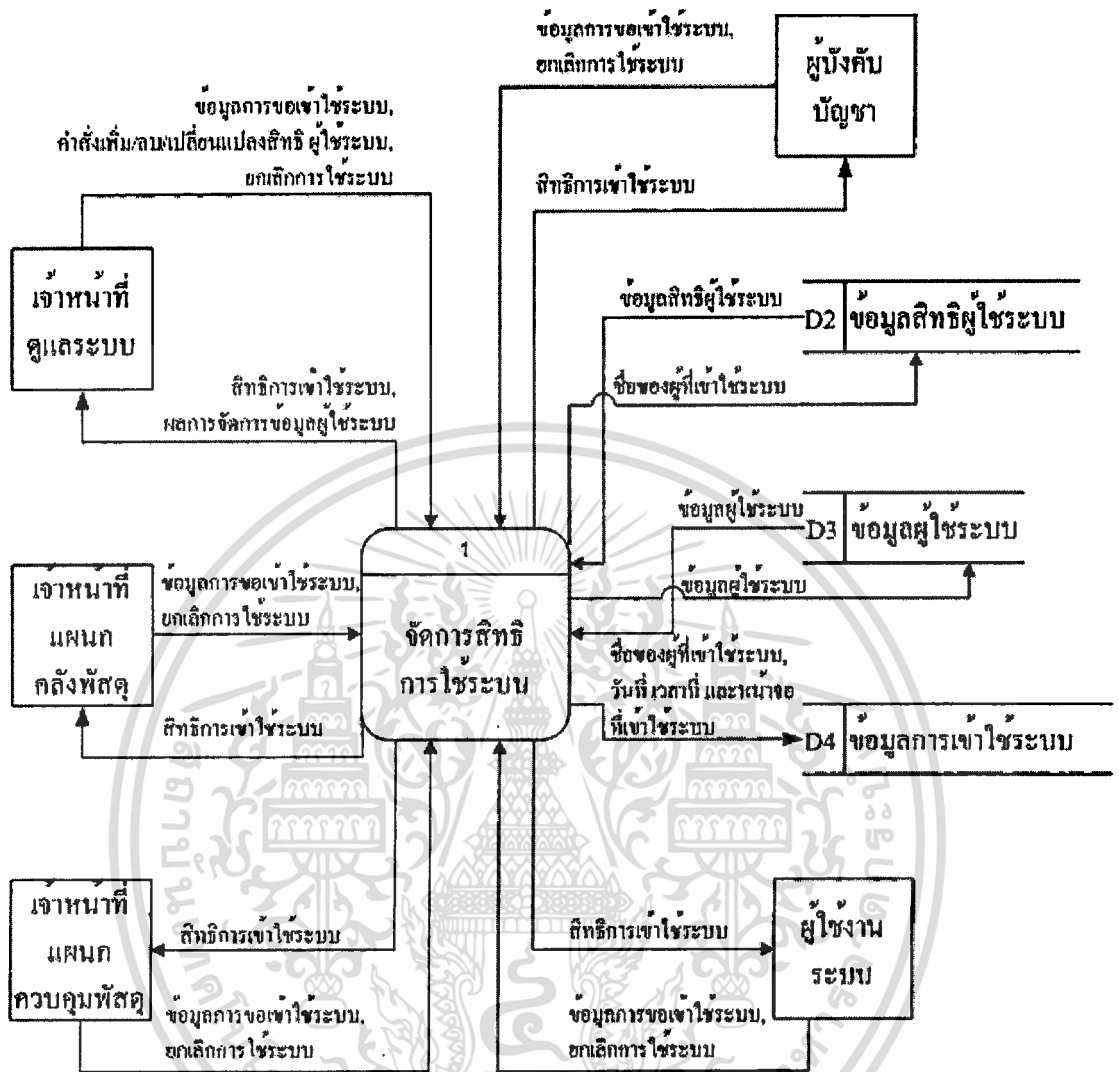 ข้อมูลการขอเข้าใช้ระบบ,
ยกเลิกการใช้ระบบ
ผู้บังคับ
บัญชา
ข้อมูลการขอเข้าใช้ระบบ,
คำสั่งเพิ่ม/ลบ/เปลี่ยนแปลงสิทธิ ผู้ใช้ระบบ,
ยกเลิกการใช้ระบบ
สิทธิการเข้าใช้ระบบ
เจ้าหน้าที่
ดูแลระบบ
ข้อมูลสิทธิผู้ใช้ระบบ
D2 ข้อมูลสิทธิผู้ใช้ระบบ
ชื่อของผู้ที่เข้าใช้ระบบ
สิทธิการเข้าใช้ระบบ,
ผลการจัดการข้อมูลผู้ใช้ระบบ
ข้อมูลผู้ใช้ระบบ
D3 ข้อมูลผู้ใช้ระบบ
ข้อมูลผู้ใช้ระบบ
1
จัดการสิทธิ
การใช้ระบบ
เจ้าหน้าที่
แผนก
คลังพัสดุ
ข้อมูลการขอเข้าใช้ระบบ,
ยกเลิกการใช้ระบบ
สิทธิการเข้าใช้ระบบ
ชื่อของผู้ที่เข้าใช้ระบบ,
วันที่ เวลาที่ และหน้าจอ
ที่เข้าใช้ระบบ
D4 ข้อมูลการเข้าใช้ระบบ
เจ้าหน้าที่
แผนก
ควบคุมพัสดุ
สิทธิการเข้าใช้ระบบ
ข้อมูลการขอเข้าใช้ระบบ,
ยกเลิกการใช้ระบบ
สิทธิการเข้าใช้ระบบ
ผู้ใช้งาน
ระบบ
ข้อมูลการขอเข้าใช้ระบบ,
ยกเลิกการใช้ระบบ